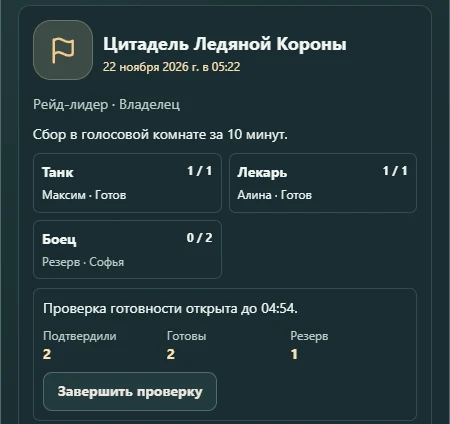 Цитадель Ледяной Короны
22 ноября 2026 г. в 05:22
Рейд-лидер · Владелец
Сбор в голосовой комнате за 10 минут.
Танк 1 / 1
Максим · Готов
Лекарь 1 / 1
Алина · Готов
Боец 0 / 2
Резерв · Софья
Проверка готовности открыта до 04:54.
Подтвердили Готовы Резерв
2 2 1
Завершить проверку